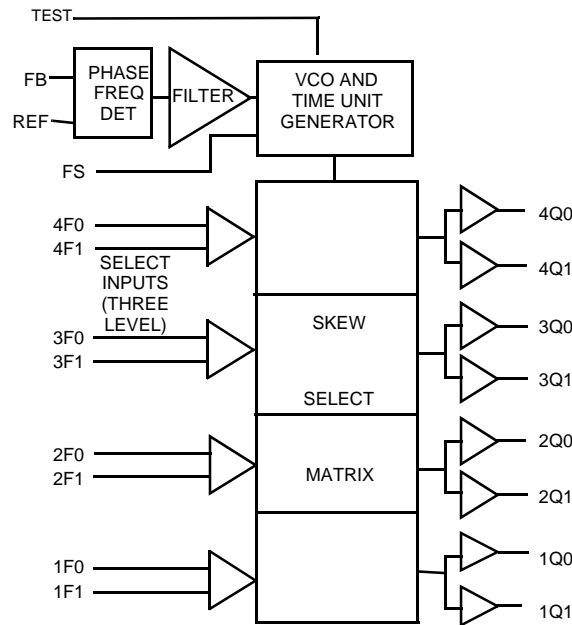 TEST
FB
REF
PHASE
FREQ
DET
FILTER
VCO AND
TIME UNIT
GENERATOR
FS
4F0
4F1
SELECT
INPUTS
(THREE
LEVEL)
3F0
3F1
2F0
2F1
1F0
1F1
SKEW
SELECT
MATRIX
4Q0
4Q1
3Q0
3Q1
2Q0
2Q1
1Q0
1Q1